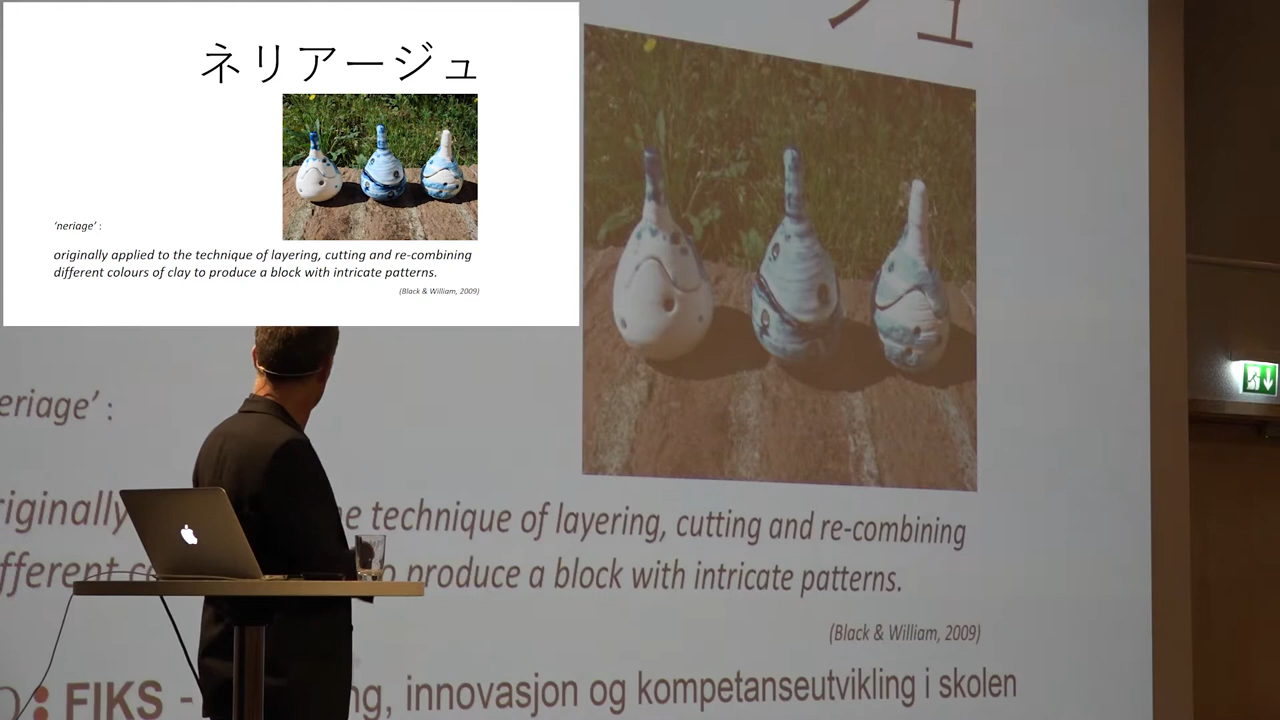 ネリアージュ
‘neriage’ :
originally applied to the technique of layering, cutting and re-combining
different colours of clay to produce a block with intricate patterns.
(Black & William, 2009)
ュ
eriage’ :
riginally e technique of layering, cutting and re-combining
fferent co o produce a block with intricate patterns.
(Black & William, 2009)
FIKS - ng, innovasjon og kompetanseutvikling i skolen